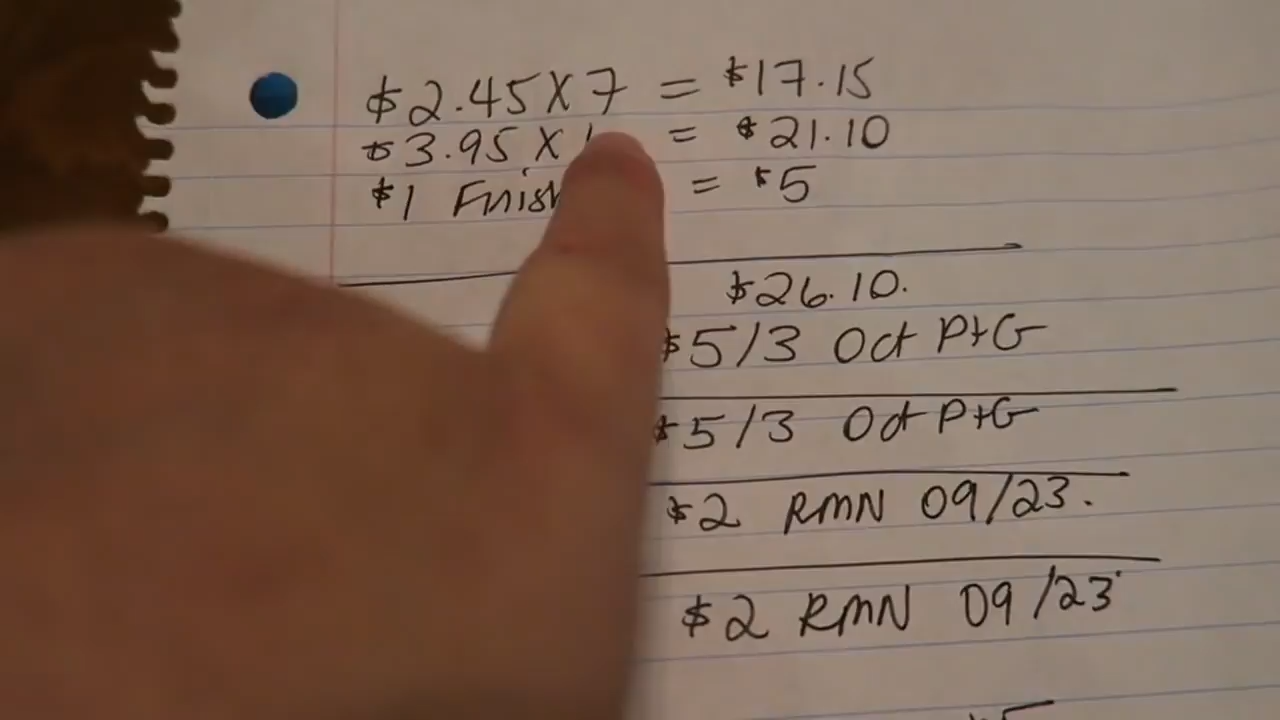 $2.45 X 7 = $17.15
$3.95 X = $21.10
$1 = $5
$26.10.
$5/3 Oct P+G
$5/3 Oct P+G
$2 RMN 09/23.
$2 RMN 09/23